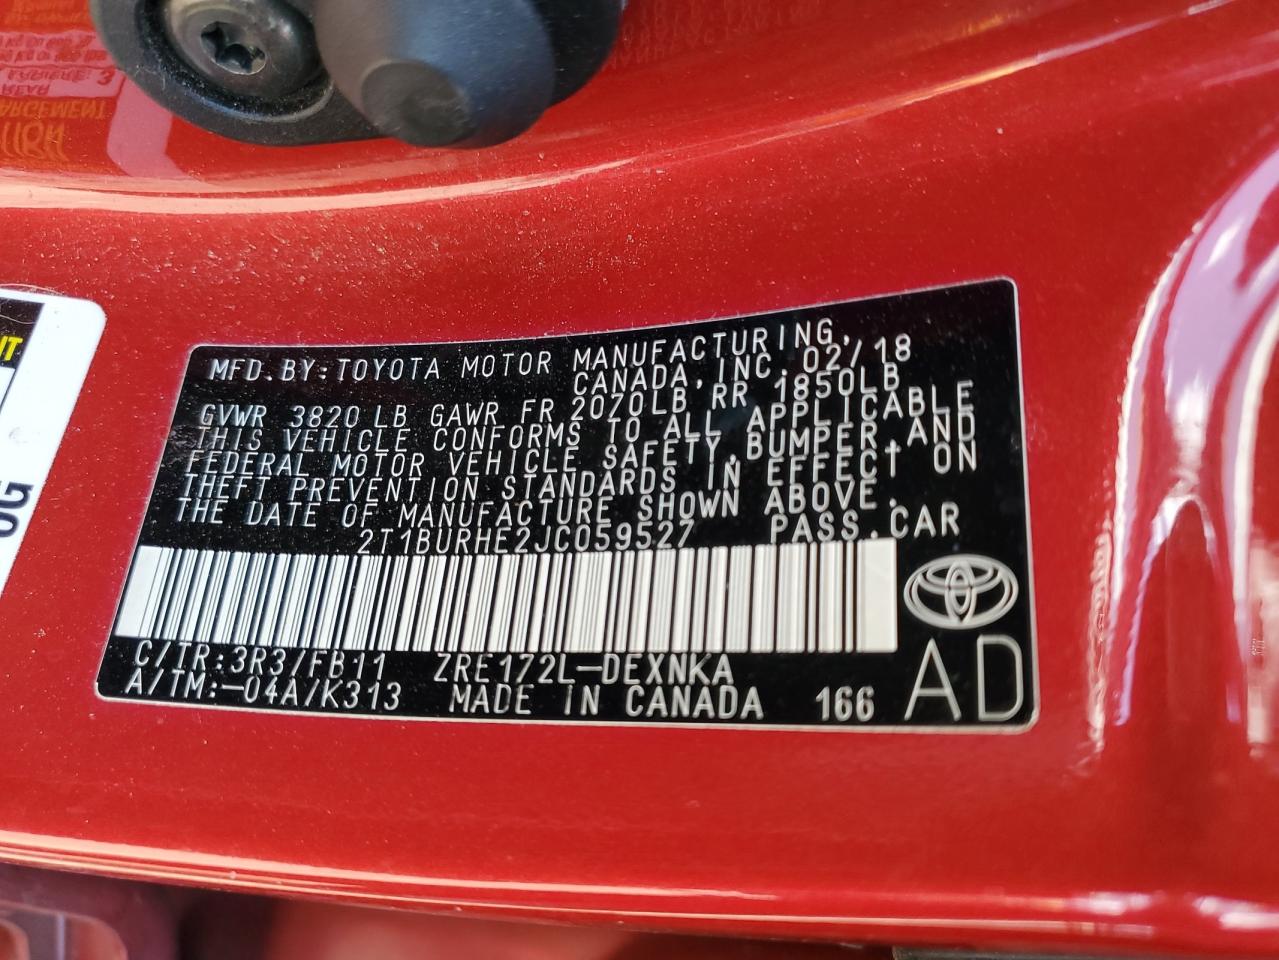 MFD.BY:TOYOTA MOTOR MANUFACTURING,
CANADA,INC. 02/18
GVWR 3820LB GAWR FR 2070LB RR 1850LB
THIS VEHICLE CONFORMS TO ALL APPLICABLE
FEDERAL MOTOR VEHICLE SAFETY,BUMPER,AND
THEFT PREVENTION STANDARDS IN EFFECT ON
THE DATE OF MANUFACTURE SHOWN ABOVE.
2T1BURHE2JC059527 PASS.CAR
C/TR:3R3/FB11 ZRE172L-DEXNKA
A/TM:-04A/K313 MADE IN CANADA 166 AD